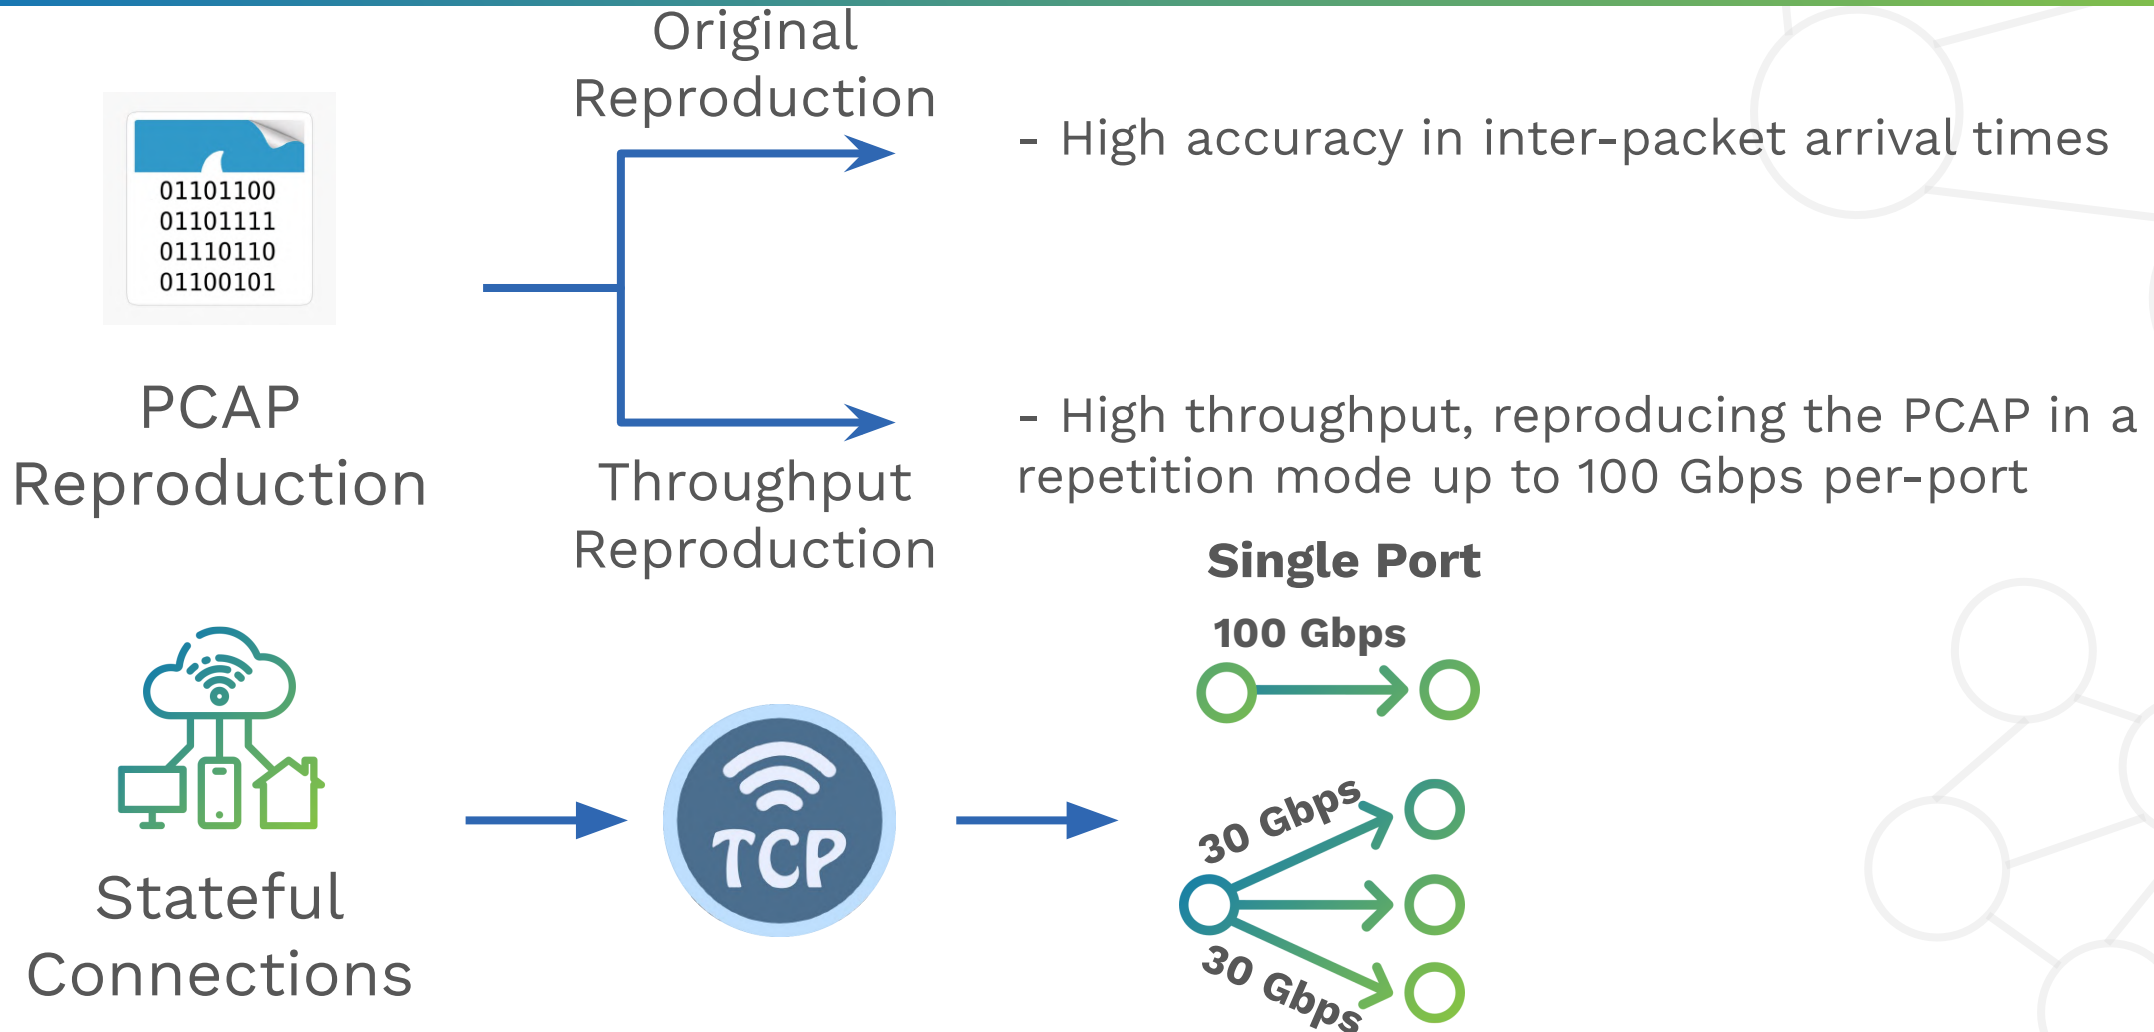 Original
Reproduction
- High accuracy in inter-packet arrival times
01101100
01101111
01110110
01100101
PCAP
Reproduction
- High throughput, reproducing the PCAP in a
repetition mode up to 100 Gbps per-port
Throughput
Reproduction
Single Port
100 Gbps
TCP
30 Gbps
30 Gbps
Stateful
Connections